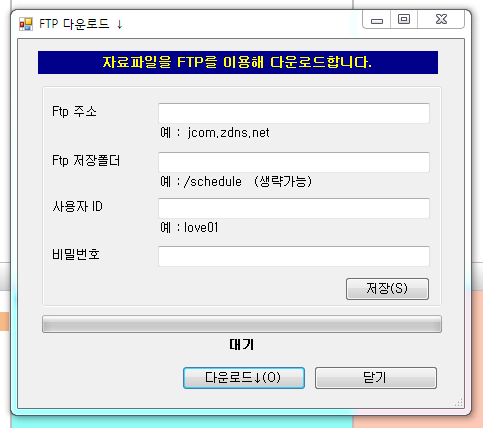 FTP 다운로드 ↓
자료파일을 FTP를 이용해 다운로드합니다.
Ftp 주소
예 : jcom.zdns.net
Ftp 저장폴더
예 : /schedule (생략가능)
사용자 ID
예 : love01
비밀번호
저장(S)
대기
다운로드↓(O)
닫기